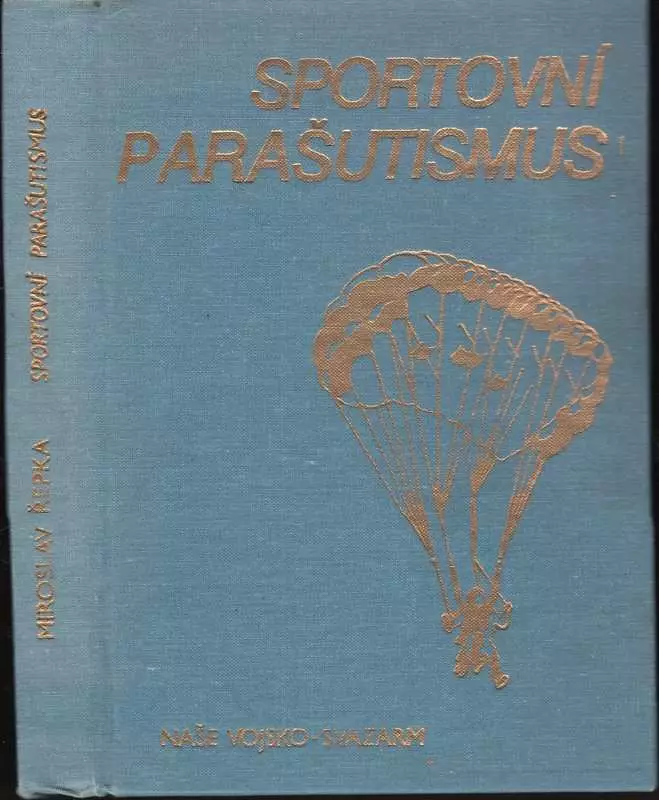 SPORTOVNÍ
PARAŠUTISMUS
NAŠE VOJSKO-SVAZARM
MIROSLAV ŘEPKA SPORTOVNÍ PARAŠUTISMUS